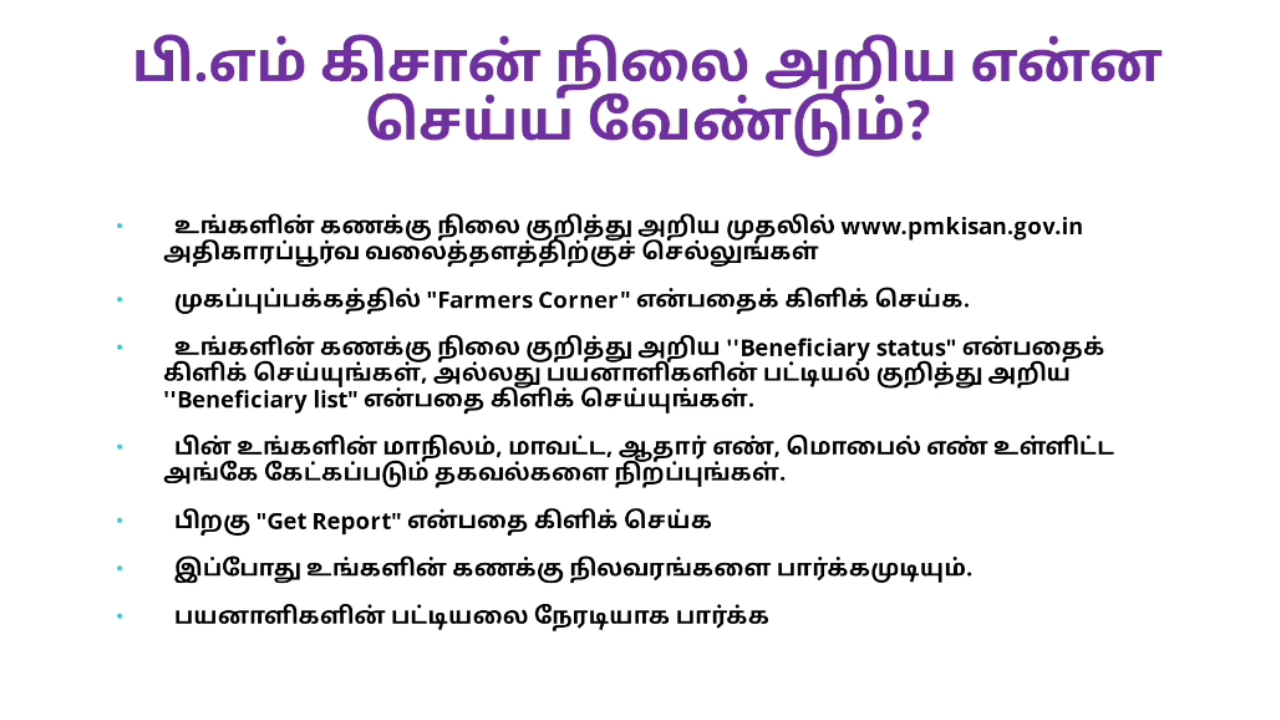 பி.எம் கிசான் நிலை அறிய என்ன
செய்ய வேண்டும்?
• உங்களின் கணக்கு நிலை குறித்து அறிய முதலில் www.pmkisan.gov.in
அதிகாரப்பூர்வ வலைத்தளத்திற்குச் செல்லுங்கள்
• முகப்புப்பக்கத்தில் "Farmers Corner" என்பதைக் கிளிக் செய்க.
• உங்களின் கணக்கு நிலை குறித்து அறிய ''Beneficiary status" என்பதைக்
கிளிக் செய்யுங்கள், அல்லது பயனாளிகளின் பட்டியல் குறித்து அறிய
''Beneficiary list" என்பதை கிளிக் செய்யுங்கள்.
• பின் உங்களின் மாநிலம், மாவட்ட, ஆதார் எண், மொபைல் எண் உள்ளிட்ட
அங்கே கேட்கப்படும் தகவல்களை நிறப்புங்கள்.
• பிறகு "Get Report" என்பதை கிளிக் செய்க
• இப்போது உங்களின் கணக்கு நிலவரங்களை பார்க்கமுடியும்.
• பயனாளிகளின் பட்டியலை நேரடியாக பார்க்க